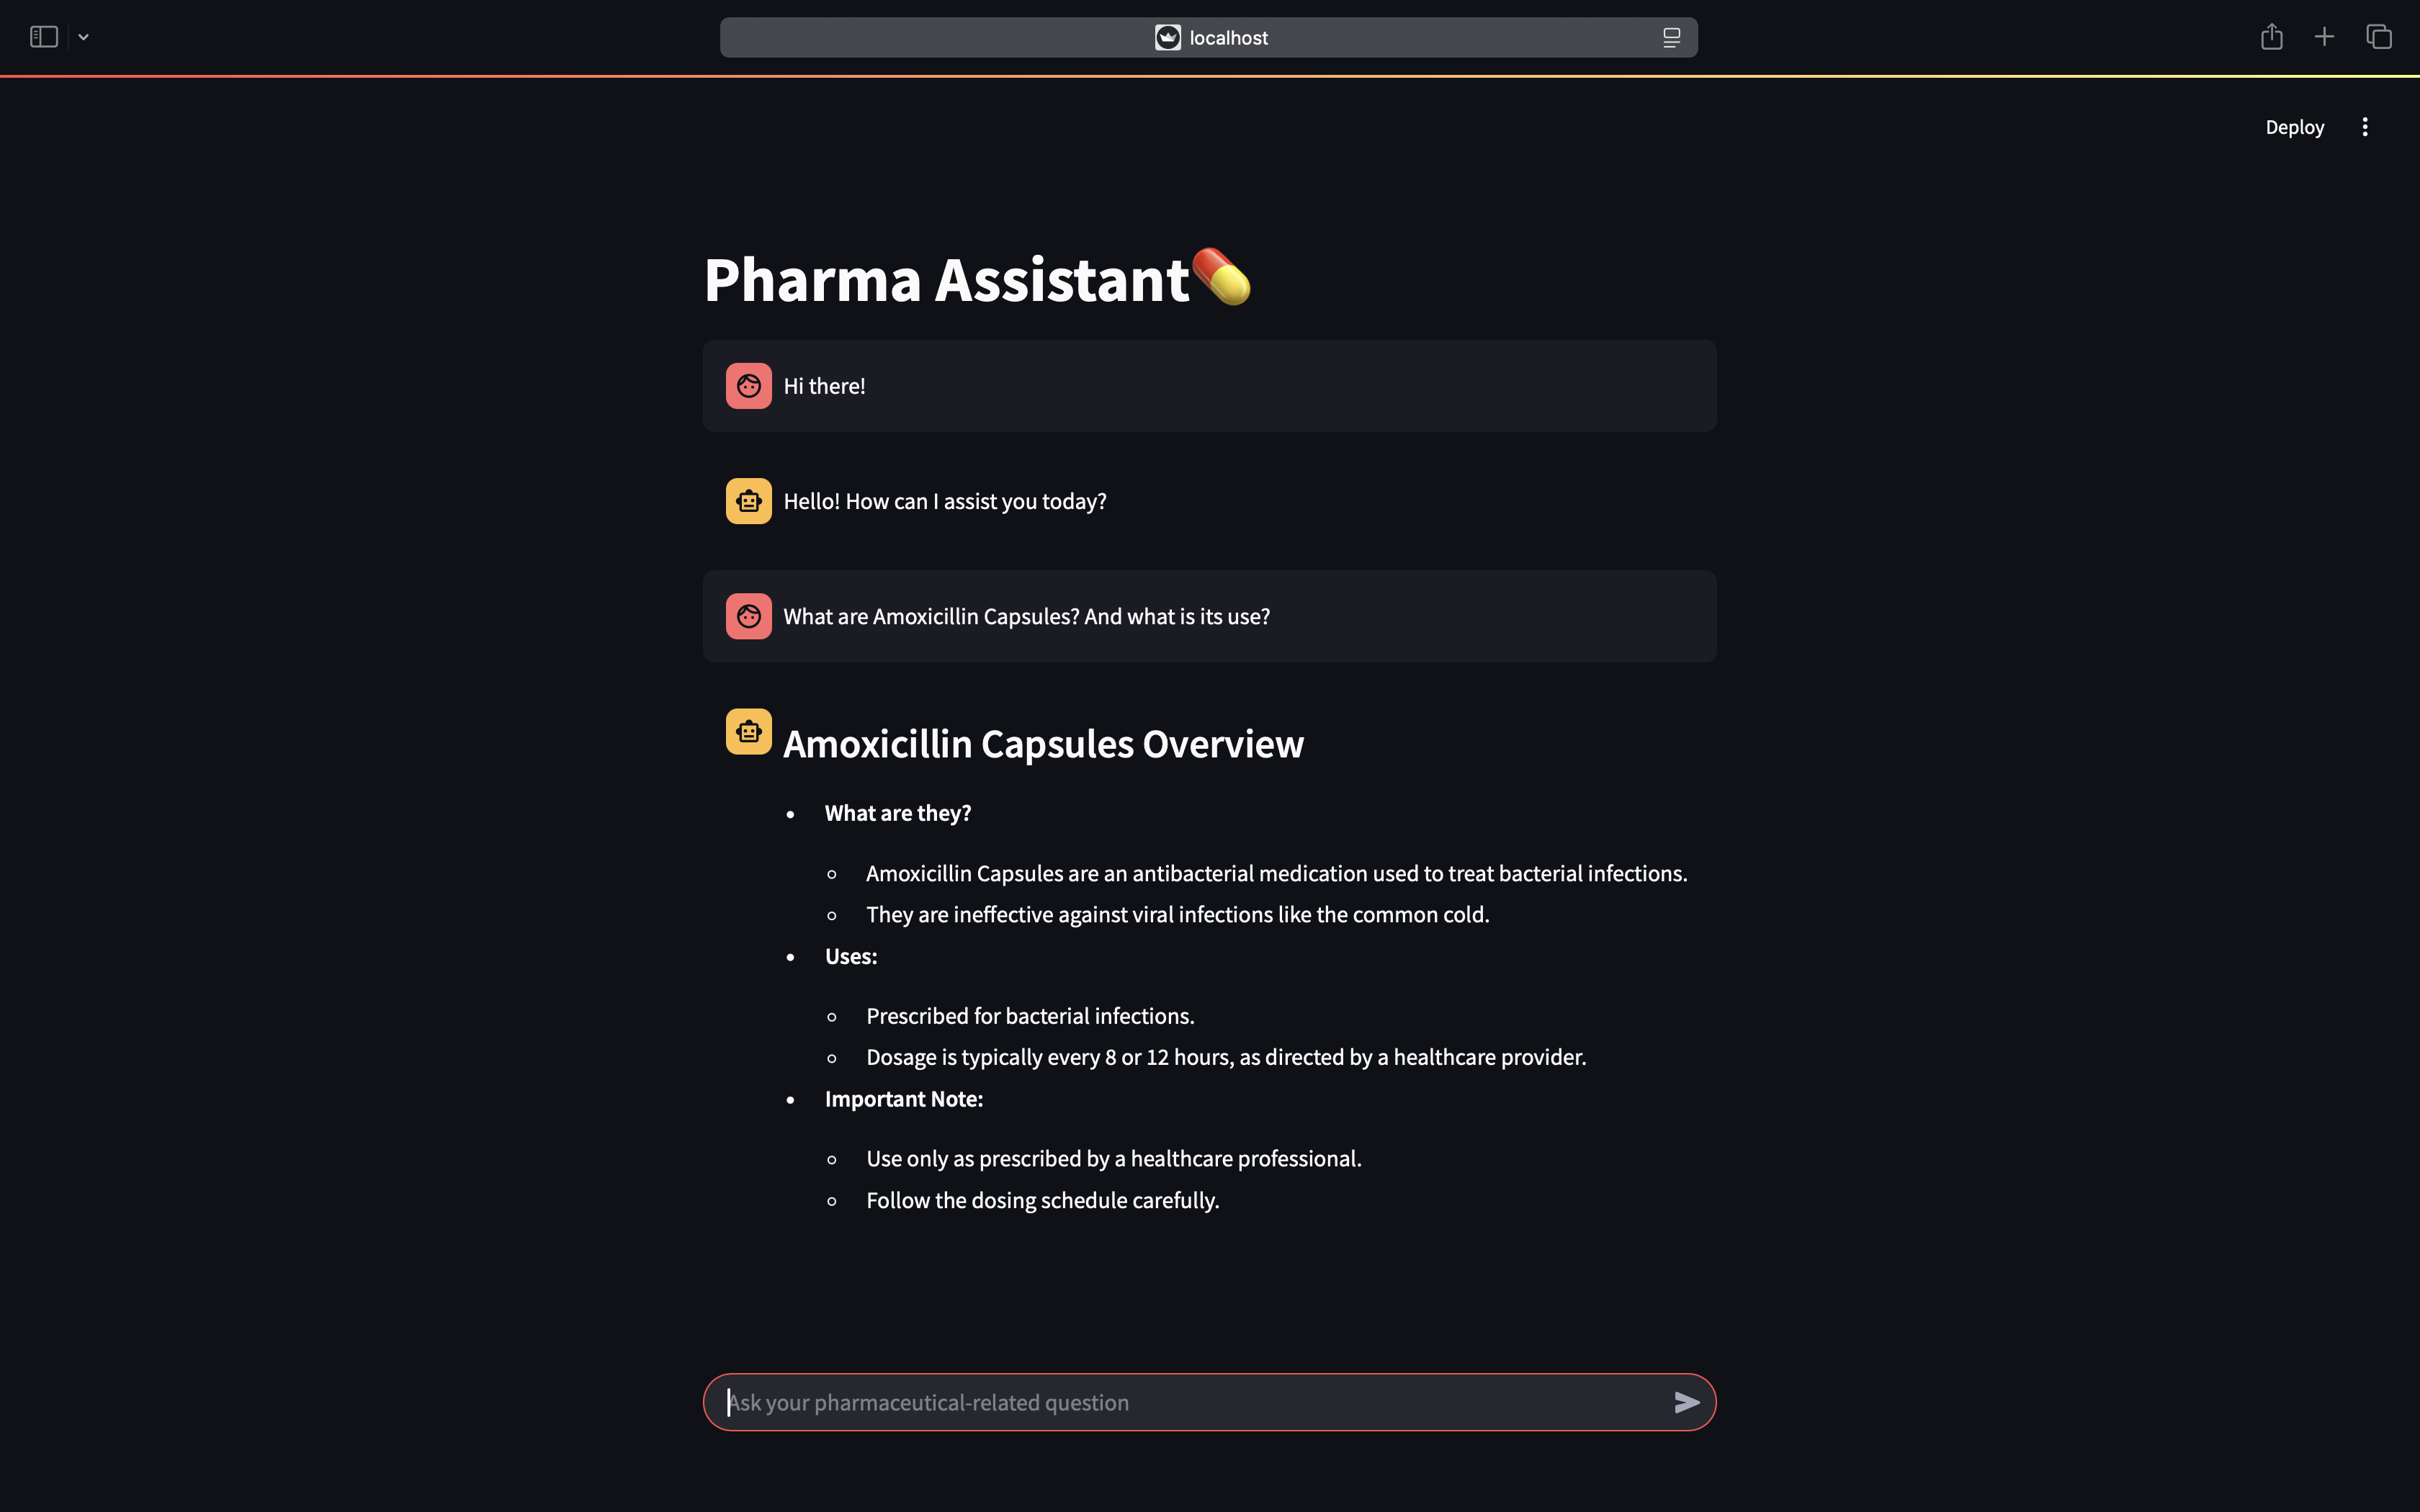 localhost
Deploy
Pharma Assistant
Hi there!
Hello! How can I assist you today?
What are Amoxicillin Capsules? And what is its use?
Amoxicillin Capsules Overview
What are they?
Amoxicillin Capsules are an antibacterial medication used to treat bacterial infections.
They are ineffective against viral infections like the common cold.
Uses:
Prescribed for bacterial infections.
Dosage is typically every 8 or 12 hours, as directed by a healthcare provider.
Important Note:
Use only as prescribed by a healthcare professional.
Follow the dosing schedule carefully.
Ask your pharmaceutical-related question